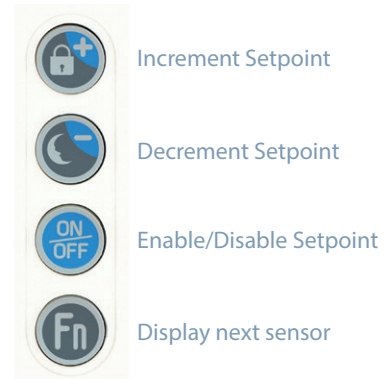 +
Increment Setpoint
-
Decrement Setpoint
ON
OFF
Enable/Disable Setpoint
Fn
Display next sensor